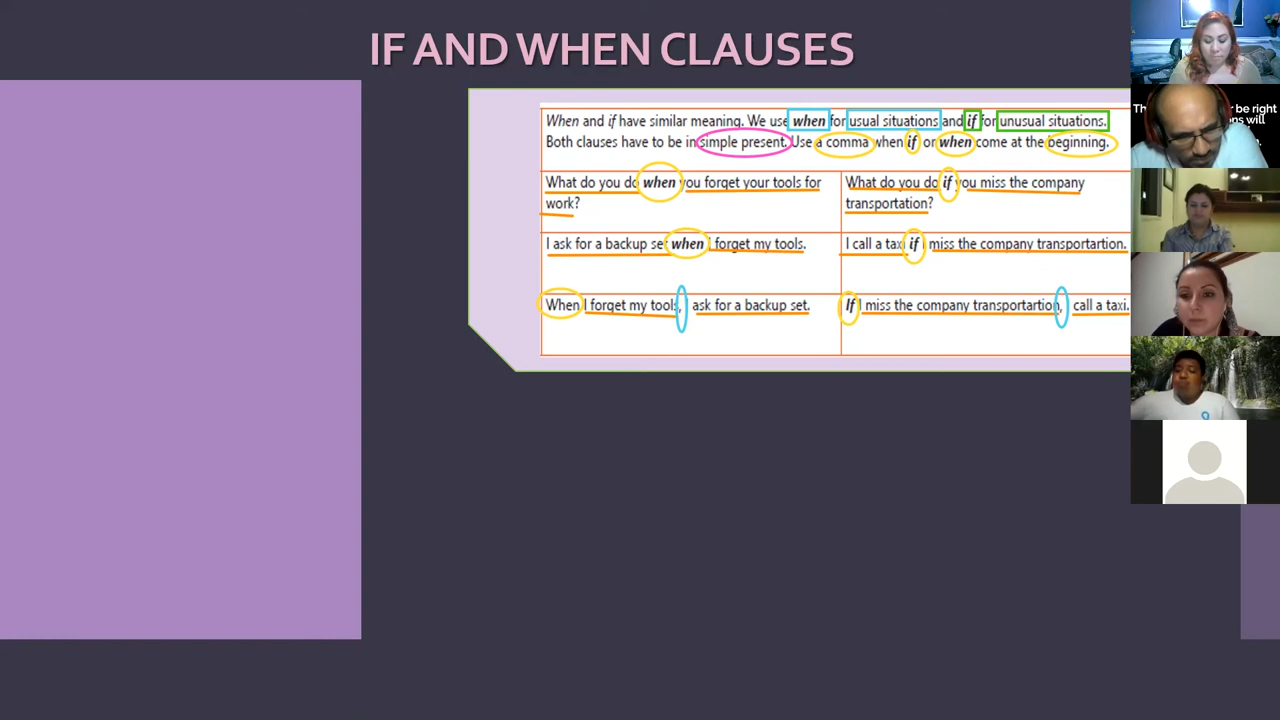 IF AND WHEN CLAUSES
When and if have similar meaning. We use when for usual situations and if for unusual situations.
Both clauses have to be in simple present. Use a comma when if or when come at the beginning.
What do you do when you forget your tools for
work?
What do you do if you miss the company
transportation?
I ask for a backup set when I forget my tools.
I call a taxi if I miss the company transportartion.
When I forget my tools, I ask for a backup set.
If I miss the company transportartion, I call a taxi.
be right
will